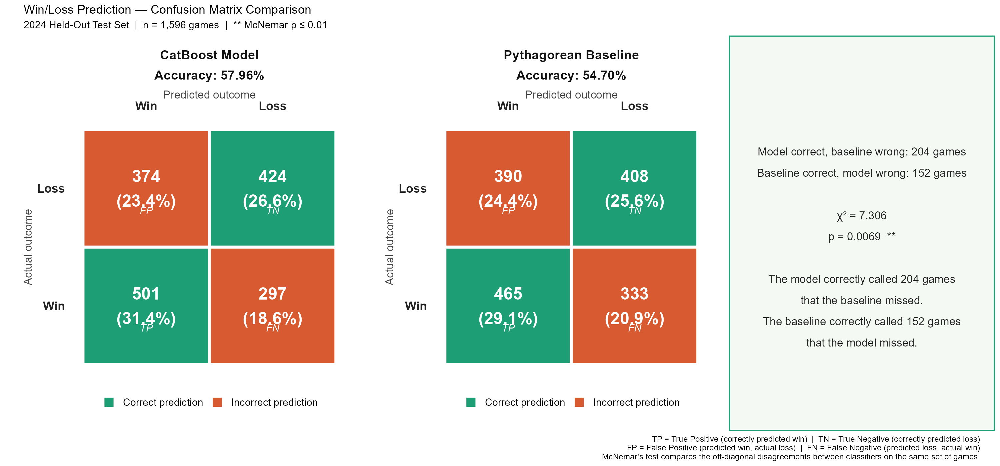 Win/Loss Prediction — Confusion Matrix Comparison
2024 Held-Out Test Set | n = 1,596 games | ** McNemar p ≤ 0.01
CatBoost Model
Accuracy: 57.96%
Predicted outcome
Win Loss
Actual outcome
Loss
374
(23.4%)
FP
424
(26.6%)
TN
Win
501
(31.4%)
TP
297
(18.6%)
FN
Correct prediction Incorrect prediction
Pythagorean Baseline
Accuracy: 54.70%
Predicted outcome
Win Loss
Actual outcome
Loss
390
(24.4%)
FP
408
(25.6%)
TN
Win
465
(29.1%)
TP
333
(20.9%)
FN
Correct prediction Incorrect prediction
Model correct, baseline wrong: 204 games
Baseline correct, model wrong: 152 games
χ² = 7.306
p = 0.0069 **
The model correctly called 204 games
that the baseline missed.
The baseline correctly called 152 games
that the model missed.
TP = True Positive (correctly predicted win) | TN = True Negative (correctly predicted loss)
FP = False Positive (predicted win, actual loss) | FN = False Negative (predicted loss, actual win)
McNemar’s test compares the off-diagonal disagreements between classifiers on the same set of games.